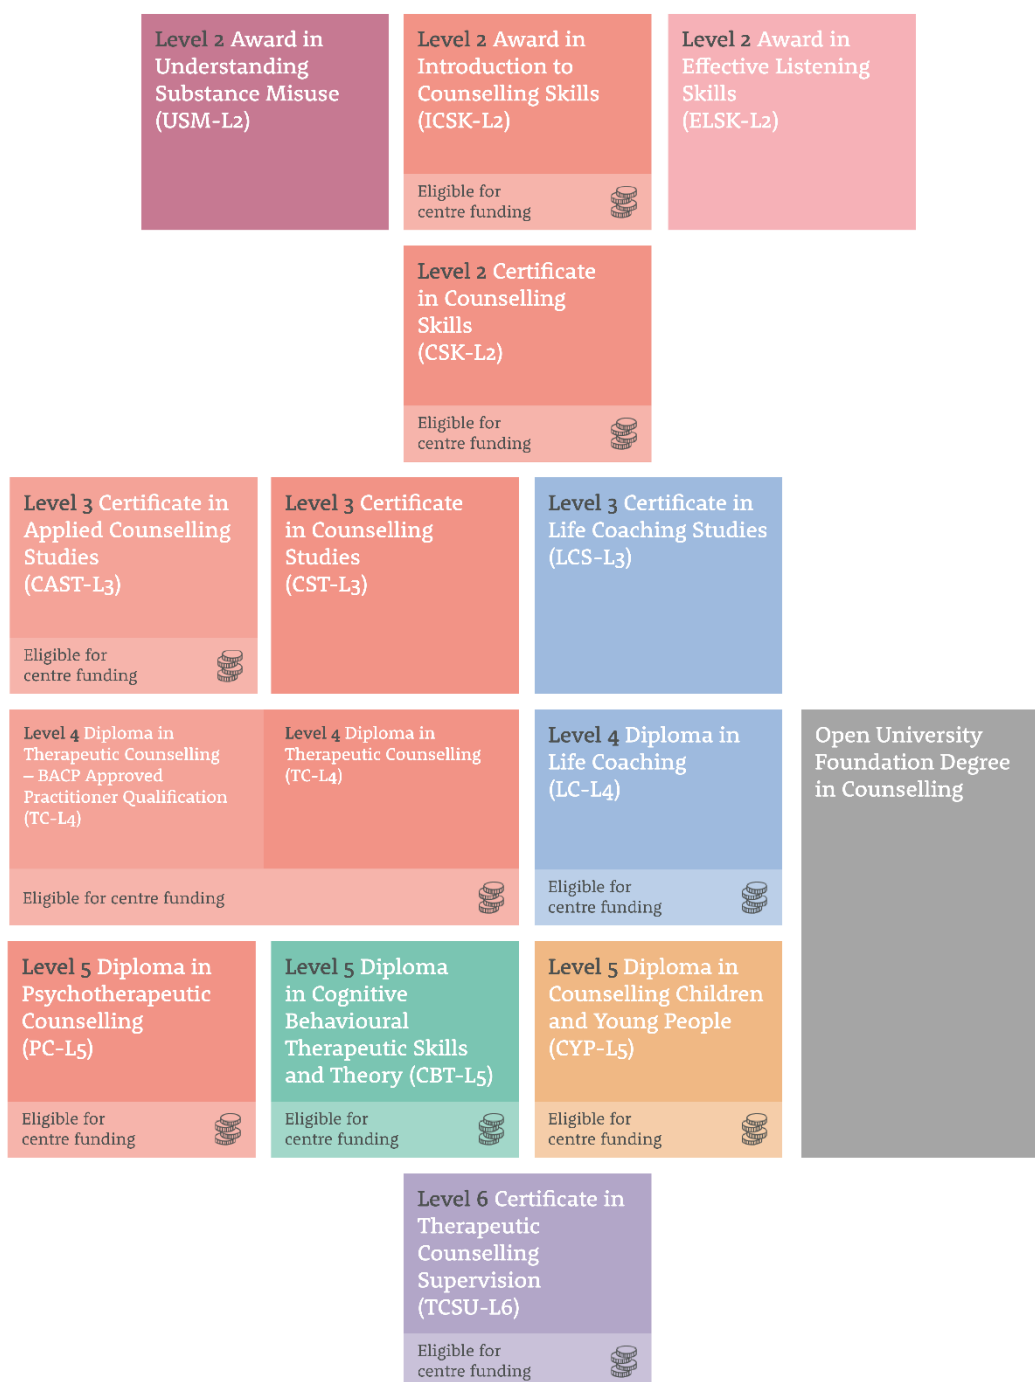 Level 2 Award in
Understanding
Substance Misuse
(USM-L2)
Level 2 Award in
Introduction to
Counselling Skills
(ICSK-L2)
Eligible for
centre funding
Level 2 Award in
Effective Listening
Skills
(ELSK-L2)
Level 2 Certificate
in Counselling
Skills
(CSK-L2)
Eligible for
centre funding
Level 3 Certificate in
Applied Counselling
Studies
(CAST-L3)
Eligible for
centre funding
Level 3 Certificate
in Counselling
Studies
(CST-L3)
Level 3 Certificate in
Life Coaching Studies
(LCS-L3)
Level 4 Diploma in
Therapeutic Counselling
– BACP Approved
Practitioner Qualification
(TC-L4)
Level 4 Diploma in
Therapeutic Counselling
(TC-L4)
Eligible for centre funding
Level 4 Diploma in
Life Coaching
(LC-L4)
Eligible for
centre funding
Open University
Foundation Degree
in Counselling
Level 5 Diploma in
Psychotherapeutic
Counselling
(PC-L5)
Eligible for
centre funding
Level 5 Diploma
in Cognitive
Behavioural
Therapeutic Skills
and Theory (CBT-L5)
Eligible for
centre funding
Level 5 Diploma in
Counselling Children
and Young People
(CYP-L5)
Eligible for
centre funding
Level 6 Certificate in
Therapeutic
Counselling
Supervision
(TCSU-L6)
Eligible for
centre funding